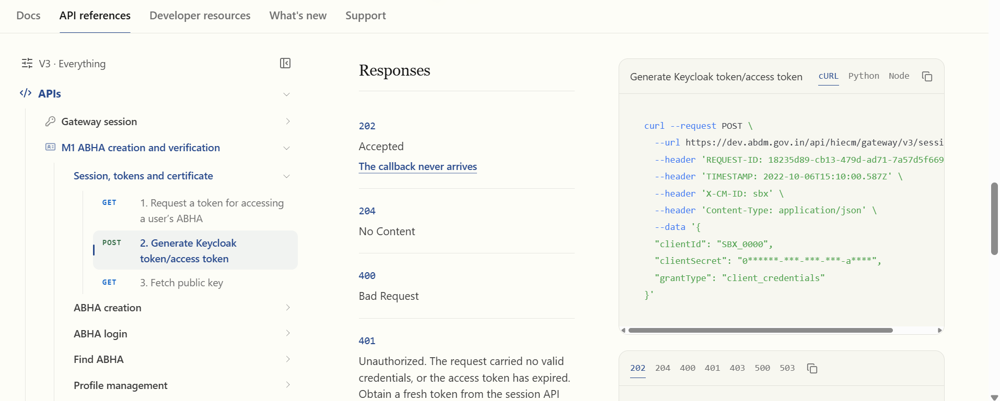 Docs
API references
Developer resources
What's new
Support
V3 · Everything
APIs
Gateway session
M1 ABHA creation and verification
Session, tokens and certificate
GET 1. Request a token for accessing
a user’s ABHA
POST 2. Generate Keycloak
token/access token
GET 3. Fetch public key
ABHA creation
ABHA login
Find ABHA
Profile management
Responses
202
Accepted
The callback never arrives
204
No Content
400
Bad Request
401
Unauthorized. The request carried no valid
credentials, or the access token has expired.
Obtain a fresh token from the session API
Generate Keycloak token/access token
cURL
Python
Node
curl --request POST \
--url https://dev.abdm.gov.in/api/hiecm/gateway/v3/sessi
--header 'REQUEST-ID: 18235d89-cb13-479d-ad71-7a57d5f669
--header 'TIMESTAMP: 2022-10-06T15:10:00.587Z' \
--header 'X-CM-ID: sbx' \
--header 'Content-Type: application/json' \
--data '{
"clientId": "SBX_0000",
"clientSecret": "0******-***-***-***-a****",
"grantType": "client_credentials"
}'
202 204 400 401 403 500 503